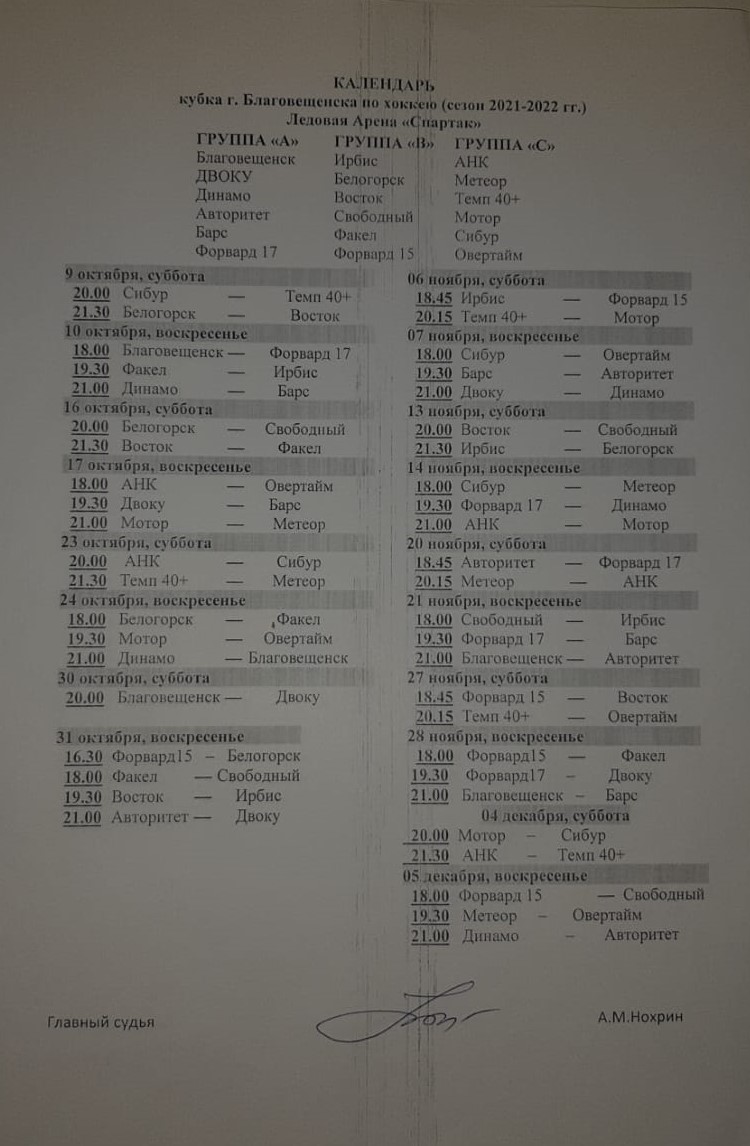 КАЛЕНДАРЬ
кубка г. Благовещенска по хоккею (сезон 2021-2022 гг.)
Ледовая Арена «Спартак»
ГРУППА «А» ГРУППА «В» ГРУППА «С»
Благовещенск Ирбис АНК
ДВОКУ Белогорск Метеор
Динамо Восток Темп 40+
Авторитет Свободный Мотор
Барс Факел Сибур
Форвард 17 Форвард 15 Овертайм
9 октября, суббота
20.00 Сибур — Темп 40+
21.30 Белогорск — Восток
10 октября, воскресенье
18.00 Благовещенск — Форвард 17
19.30 Факел — Ирбис
21.00 Динамо — Барс
16 октября, суббота
20.00 Белогорск — Свободный
21.30 Восток — Факел
17 октября, воскресенье
18.00 АНК — Овертайм
19.30 Двоку — Барс
21.00 Мотор — Метеор
23 октября, суббота
20.00 АНК — Сибур
21.30 Темп 40+ — Метеор
24 октября, воскресенье
18.00 Белогорск — Факел
19.30 Мотор — Овертайм
21.00 Динамо — Благовещенск
30 октября, суббота
20.00 Благовещенск — Двоку
31 октября, воскресенье
16.30 Форвард15 – Белогорск
18.00 Факел — Свободный
19.30 Восток — Ирбис
21.00 Авторитет — Двоку
06 ноября, суббота
18.45 Ирбис — Форвард 15
20.15 Темп 40+ — Мотор
07 ноября, воскресенье
18.00 Сибур — Овертайм
19.30 Барс — Авторитет
21.00 Двоку — Динамо
13 ноября, суббота
20.00 Восток — Свободный
21.30 Ирбис — Белогорск
14 ноября, воскресенье
18.00 Сибур — Метеор
19.30 Форвард 17 — Динамо
21.00 АНК — Мотор
20 ноября, суббота
18.45 Авторитет — Форвард 17
20.15 Метеор — АНК
21 ноября, воскресенье
18.00 Свободный — Ирбис
19.30 Форвард 17 — Барс
21.00 Благовещенск — Авторитет
27 ноября, суббота
18.45 Форвард 15 — Восток
20.15 Темп 40+ — Овертайм
28 ноября, воскресенье
18.00 Форвард15 — Факел
19.30 Форвард17 – Двоку
21.00 Благовещенск – Барс
04 декабря, суббота
20.00 Мотор – Сибур
21.30 АНК – Темп 40+
05 декабря, воскресенье
18.00 Форвард 15 — Свободный
19.30 Метеор – Овертайм
21.00 Динамо – Авторитет
Главный судья А.М.Нохрин